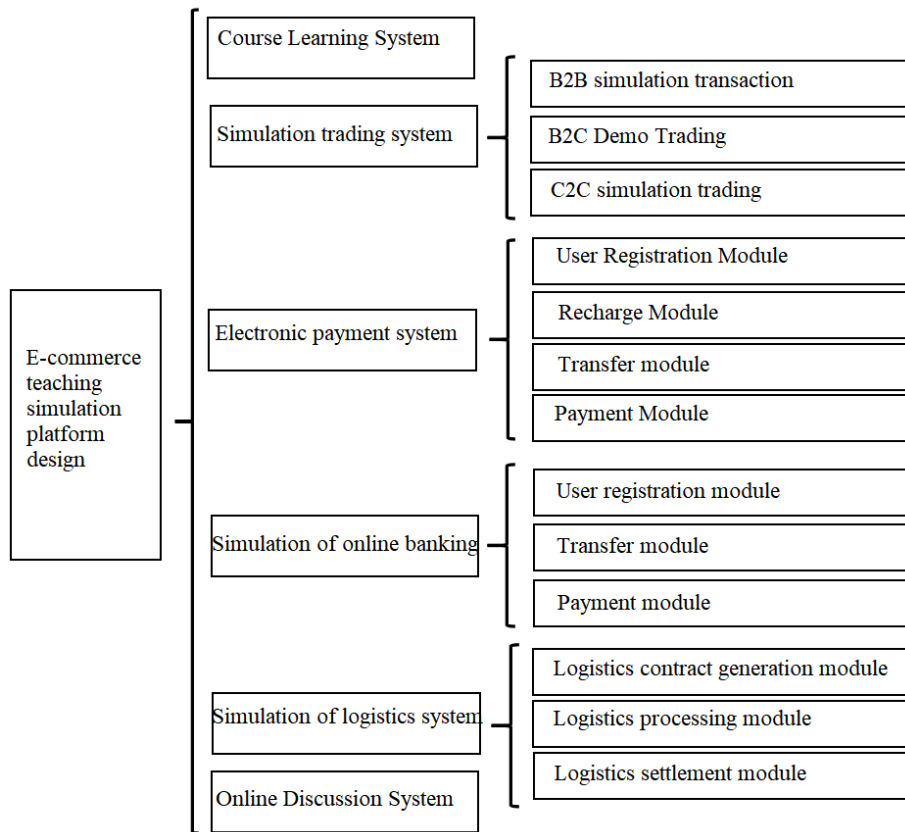 E-commerce
teaching
simulation
platform
design
Course Learning System
Simulation trading system
B2B simulation transaction
B2C Demo Trading
C2C simulation trading
Electronic payment system
User Registration Module
Recharge Module
Transfer module
Payment Module
Simulation of online banking
User registration module
Transfer module
Payment module
Simulation of logistics system
Logistics contract generation module
Logistics processing module
Logistics settlement module
Online Discussion System